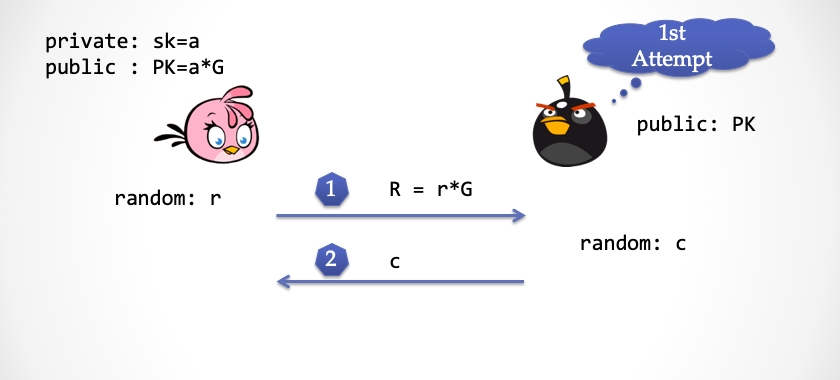 private: sk=a
public : PK=a*G
1st
Attempt
public: PK
random: r
1
R = r*G
random: c
2
c